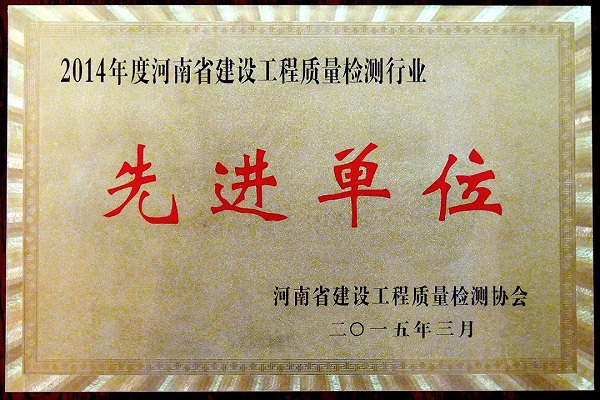 2014年度河南省建设工程质量检测行业
先进单位
河南省建设工程质量检测协会
二〇一五年三月